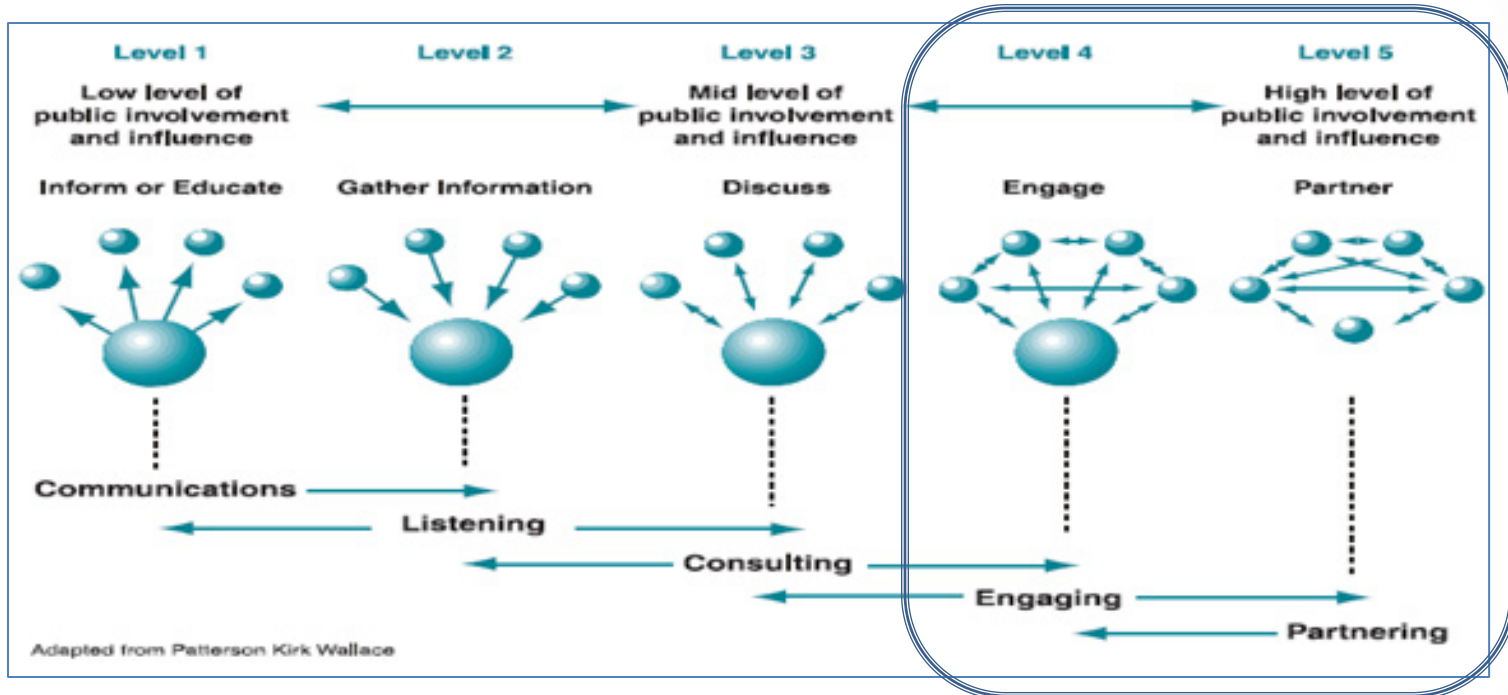 Level 1
Level 2
Level 3
Level 4
Level 5
Low level of
public involvement
and influence
Mid level of
public involvement
and influence
High level of
public involvement
and influence
Inform or Educate
Gather Information
Discuss
Engage
Partner
Communications
Listening
Consulting
Engaging
Partnering
Adapted from Patterson Kirk Wallace